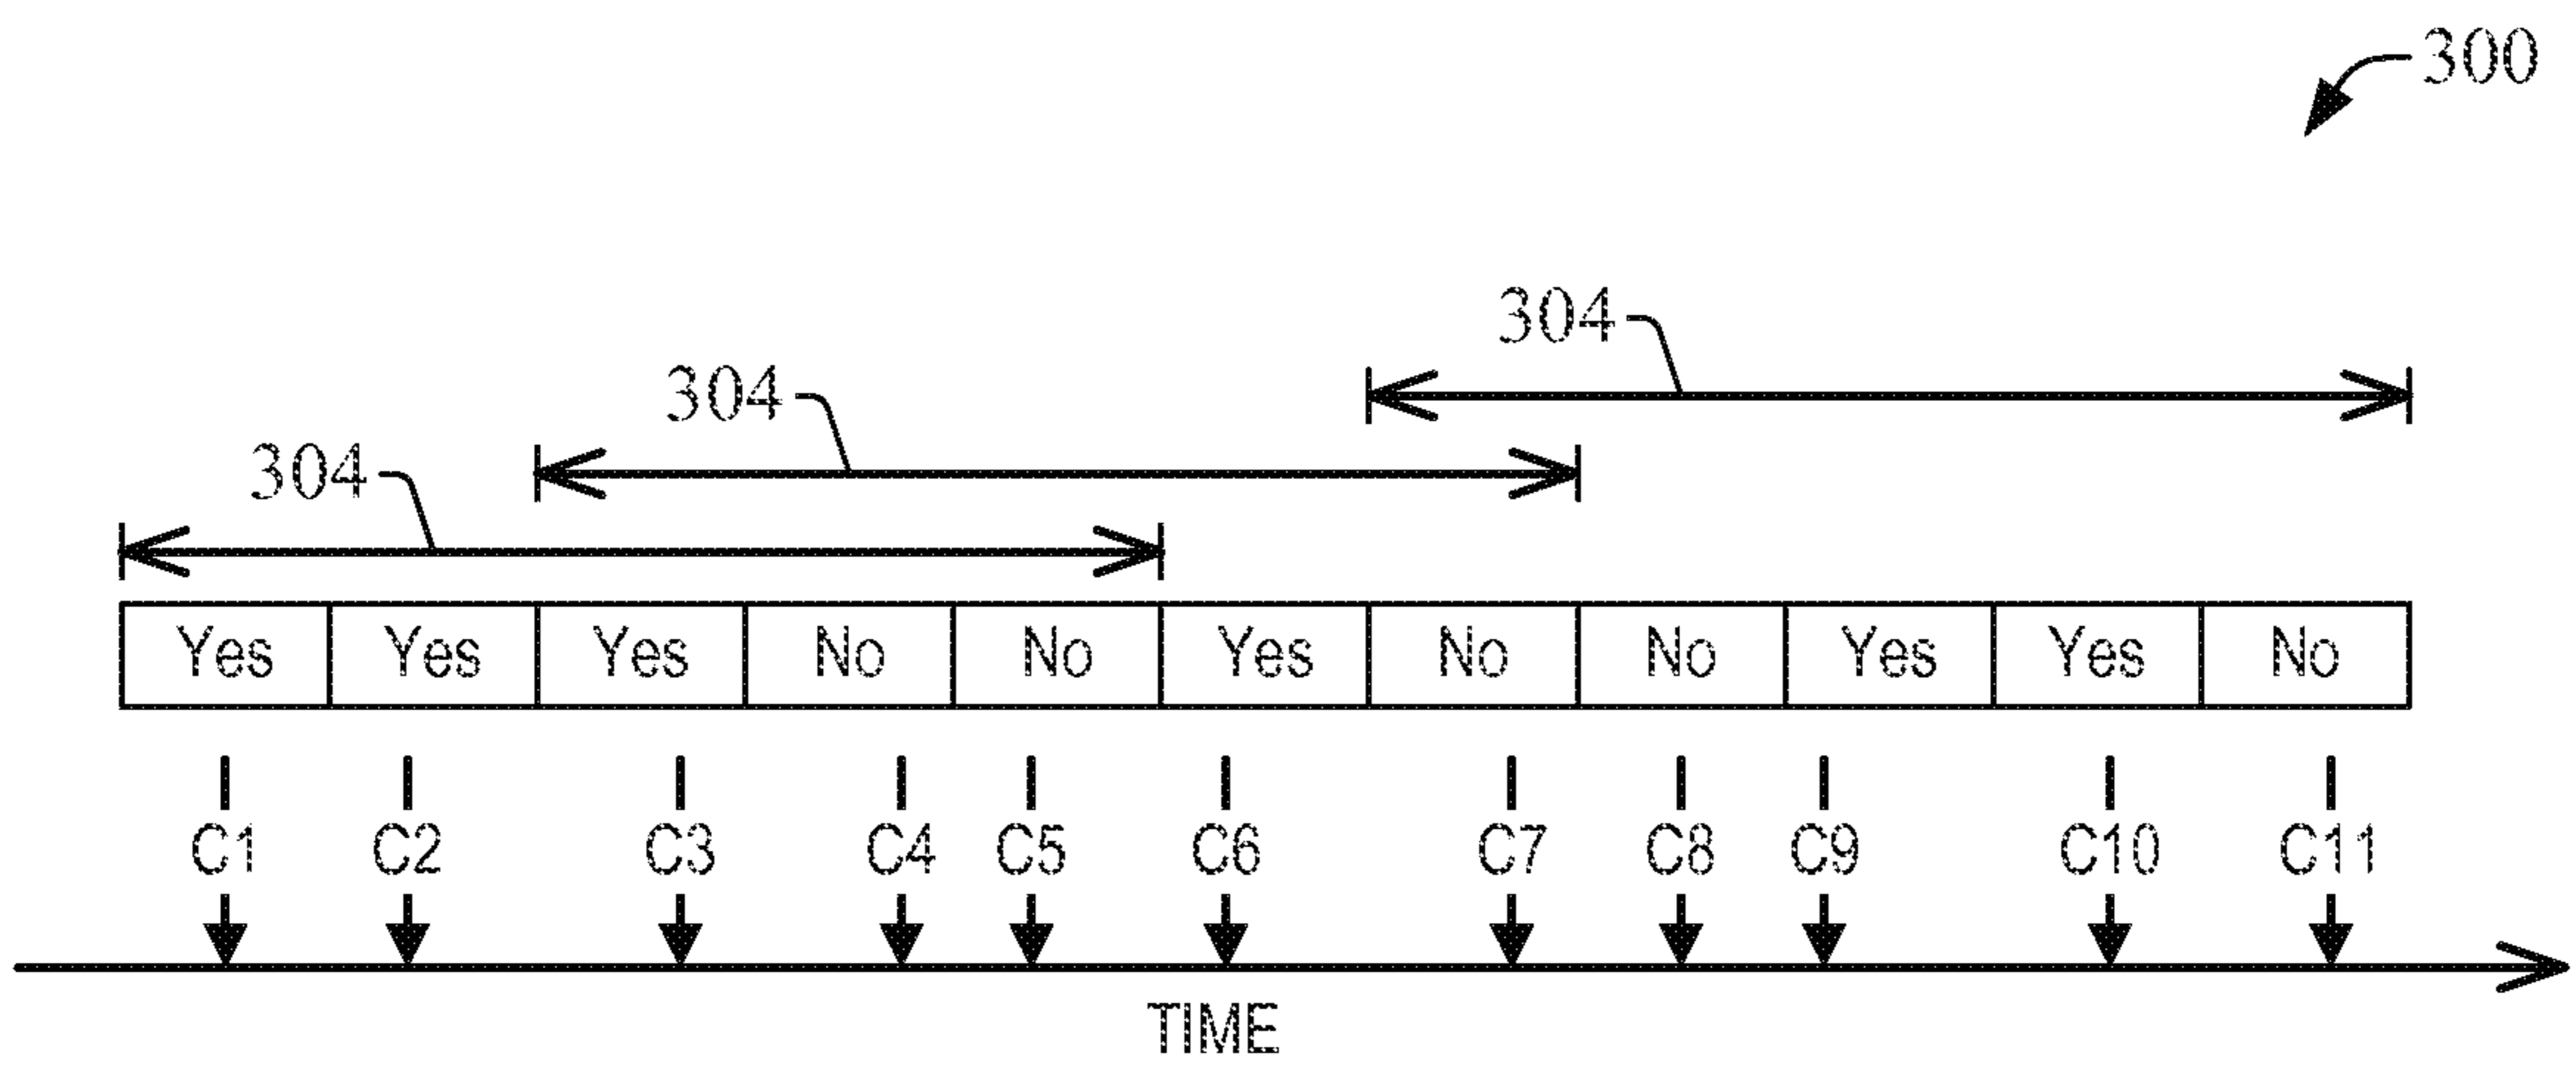 300
304
304
304
Yes Yes Yes No No Yes No No Yes Yes No
C1 C2 C3 C4 C5 C6 C7 C8 C9 C10 C11
TIME